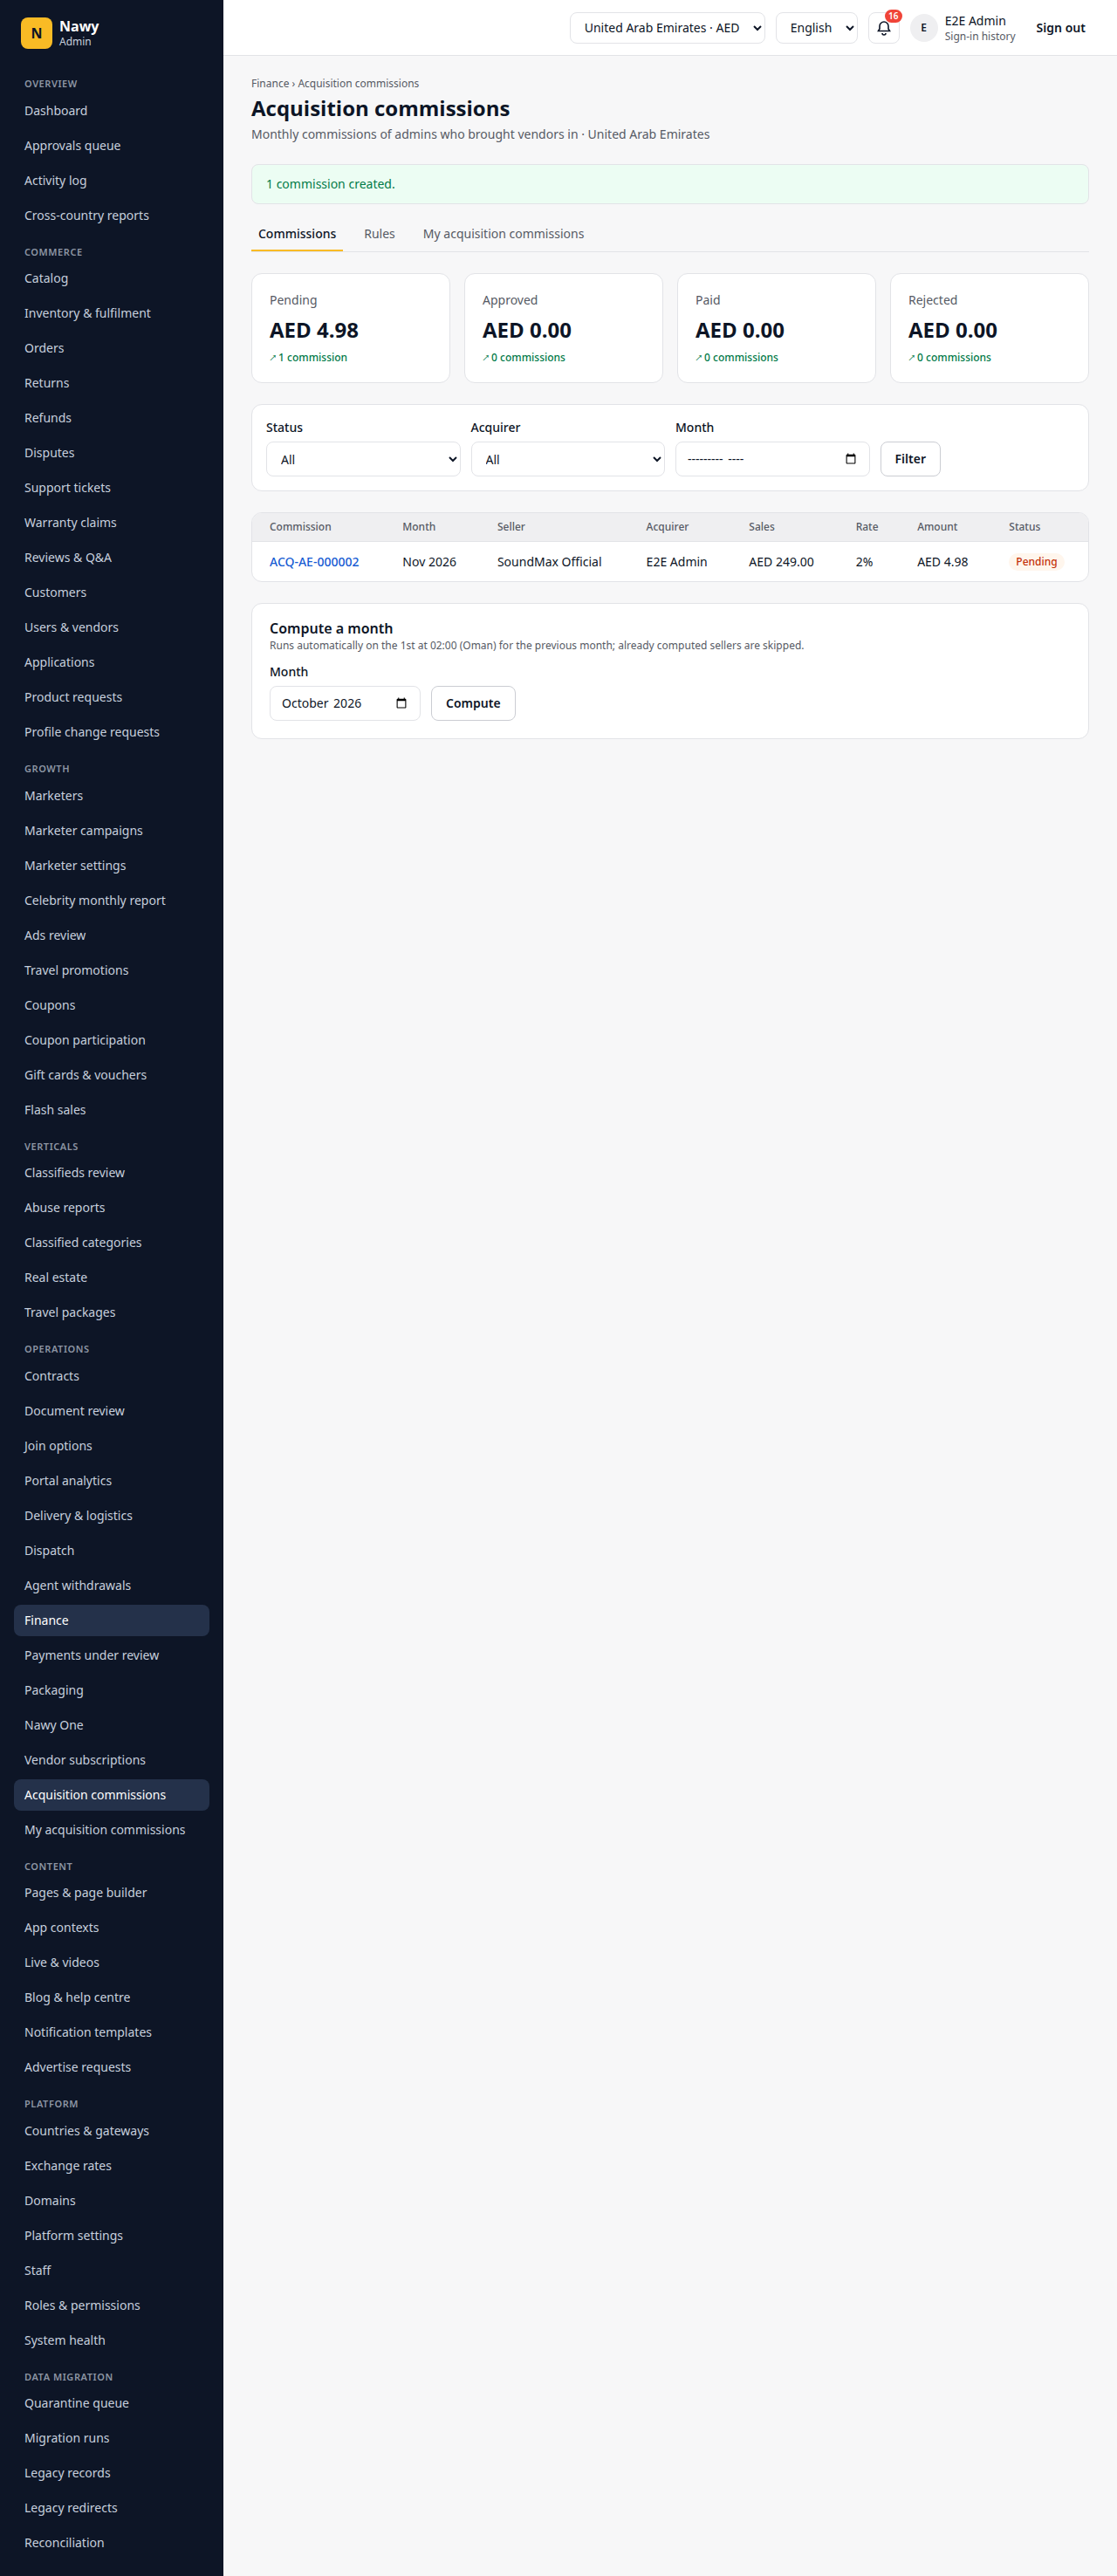 N
Nawy
Admin
OVERVIEW
Dashboard
Approvals queue
Activity log
Cross-country reports
COMMERCE
Catalog
Inventory & fulfilment
Orders
Returns
Refunds
Disputes
Support tickets
Warranty claims
Reviews & Q&A
Customers
Users & vendors
Applications
Product requests
Profile change requests
GROWTH
Marketers
Marketer campaigns
Marketer settings
Celebrity monthly report
Ads review
Travel promotions
Coupons
Coupon participation
Gift cards & vouchers
Flash sales
VERTICALS
Classifieds review
Abuse reports
Classified categories
Real estate
Travel packages
OPERATIONS
Contracts
Document review
Join options
Portal analytics
Delivery & logistics
Dispatch
Agent withdrawals
Finance
Payments under review
Packaging
Nawy One
Vendor subscriptions
Acquisition commissions
My acquisition commissions
CONTENT
Pages & page builder
App contexts
Live & videos
Blog & help centre
Notification templates
Advertise requests
PLATFORM
Countries & gateways
Exchange rates
Domains
Platform settings
Staff
Roles & permissions
System health
DATA MIGRATION
Quarantine queue
Migration runs
Legacy records
Legacy redirects
Reconciliation
United Arab Emirates · AED English 16 E E2E Admin Sign out
Sign-in history
Finance › Acquisition commissions
Acquisition commissions
Monthly commissions of admins who brought vendors in · United Arab Emirates
1 commission created.
Commissions Rules My acquisition commissions
Pending Approved Paid Rejected
AED 4.98 AED 0.00 AED 0.00 AED 0.00
↗ 1 commission ↗ 0 commissions ↗ 0 commissions ↗ 0 commissions
Status Acquirer Month
All All --------- ---- Filter
Commission Month Seller Acquirer Sales Rate Amount Status
ACQ-AE-000002 Nov 2026 SoundMax Official E2E Admin AED 249.00 2% AED 4.98 Pending
Compute a month
Runs automatically on the 1st at 02:00 (Oman) for the previous month; already computed sellers are skipped.
Month
October 2026 Compute